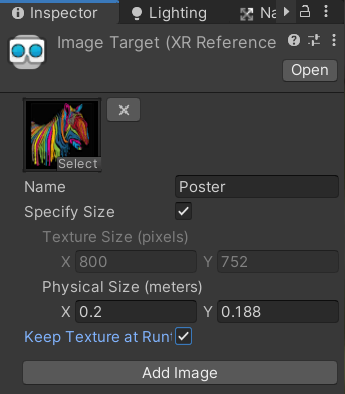 Inspector Lighting Na
Image Target (XR Reference
Open
Select
Name Poster
Specify Size
Texture Size (pixels)
X 800 Y 752
Physical Size (meters)
X 0.2 Y 0.188
Keep Texture at Runt
Add Image